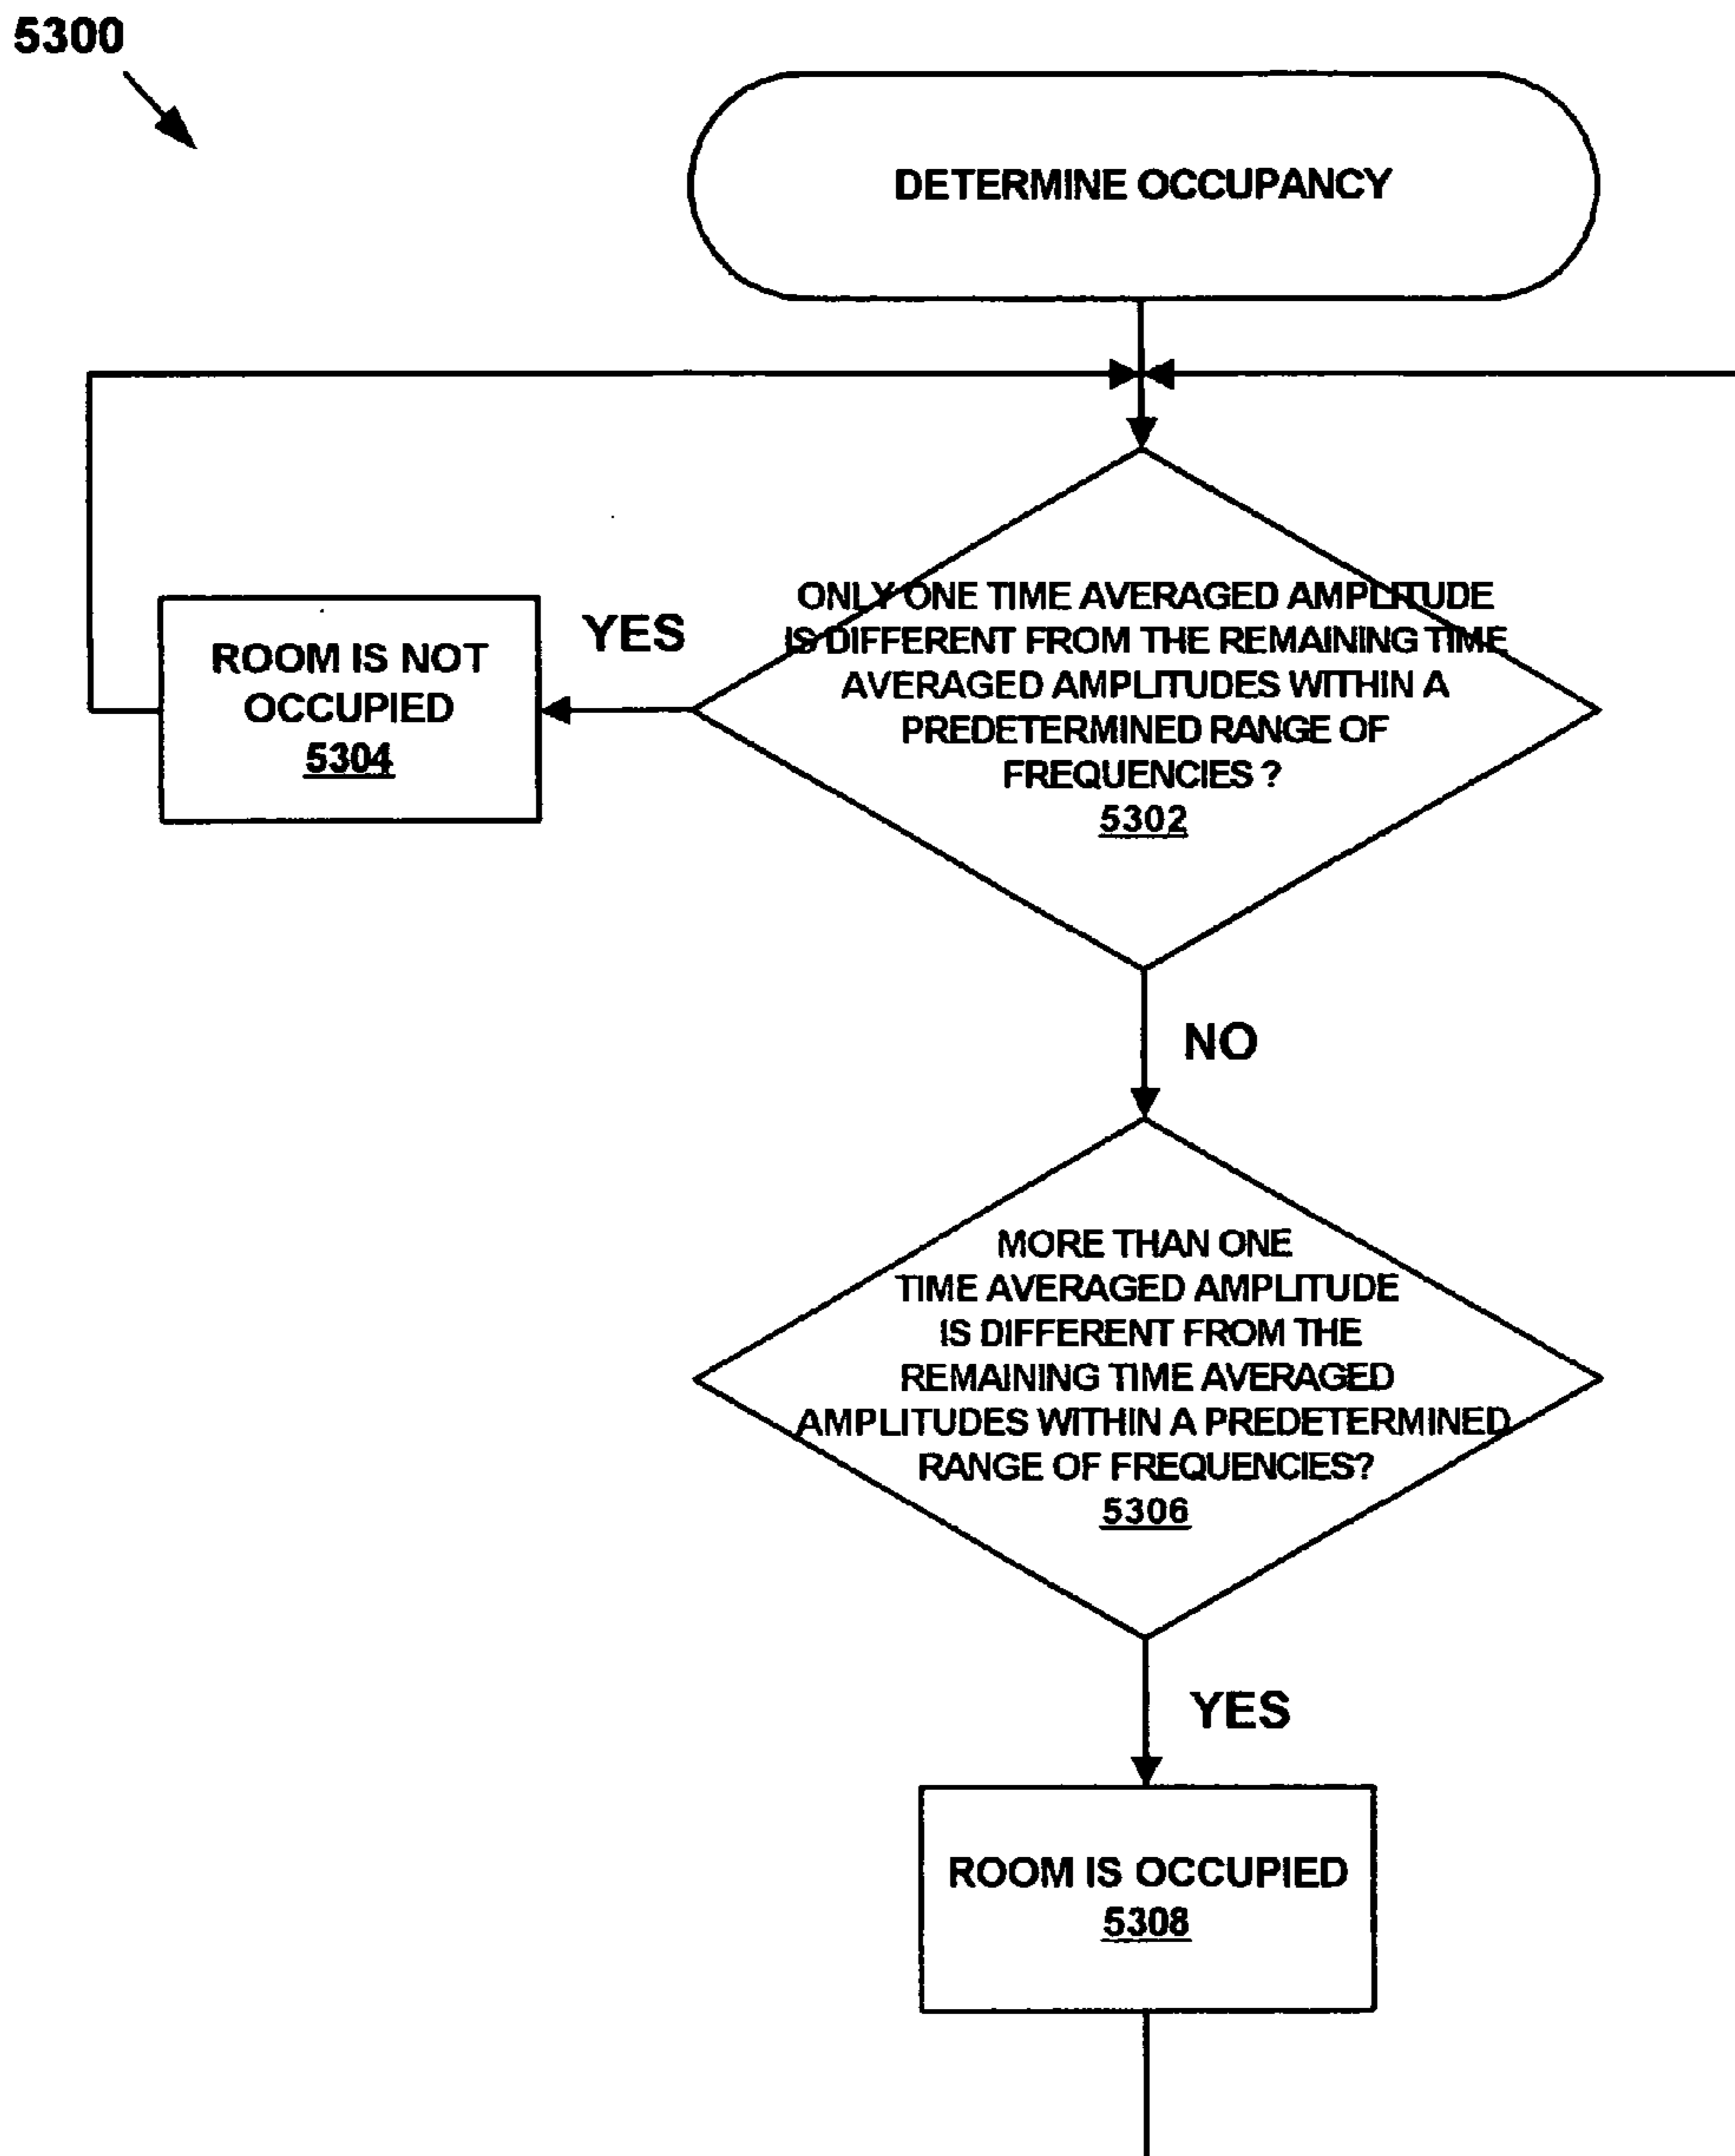 5300
DETERMINE OCCUPANCY
ONLY ONE TIME AVERAGED AMPLITUDE
IS DIFFERENT FROM THE REMAINING TIME
AVERAGED AMPLITUDES WITHIN A
PREDETERMINED RANGE OF
FREQUENCIES ?
5302
YES
ROOM IS NOT
OCCUPIED
5304
NO
MORE THAN ONE
TIME AVERAGED AMPLITUDE
IS DIFFERENT FROM THE
REMAINING TIME AVERAGED
AMPLITUDES WITHIN A PREDETERMINED
RANGE OF FREQUENCIES?
5306
YES
ROOM IS OCCUPIED
5308